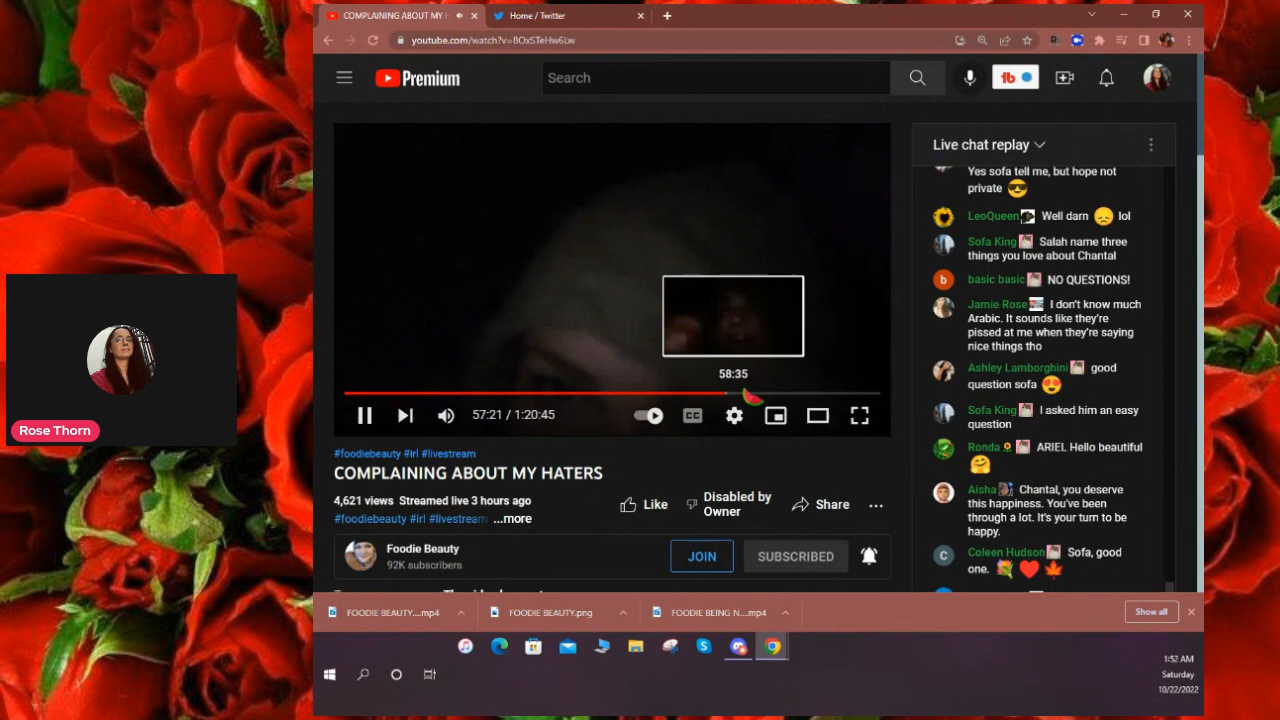 COMPLAINING ABOUT MY H
Home / Twitter
youtube.com/watch?v=8OxSTeHw6Lw
Premium
Search
Live chat replay
Yes sofa tell me, but hope not
private 😎
LeoQueen Well darn 😞 lol
Sofa King Salah name three
things you love about Chantal
b
basic basic NO QUESTIONS!
Jamie Rose I don't know much
Arabic. It sounds like they're
pissed at me when they're saying
nice things tho
Ashley Lamborghini good
question sofa 😍
Sofa King I asked him an easy
question
Ronda🌻 ARIEL Hello beautiful
🤗
Aisha Chantal, you deserve
this happiness. You've been
through a lot. It's your turn to be
happy.
C
Coleen Hudson Sofa, good
one. 💐 ❤️ 🍁
58:35
57:21 / 1:20:45
CC
#foodiebeauty #irl #livestream
COMPLAINING ABOUT MY HATERS
4,621 views Streamed live 3 hours ago
#foodiebeauty #irl #livestream ...more
Like
Disabled by
Owner
Share
Foodie Beauty
92K subscribers
JOIN
SUBSCRIBED
Rose Thorn
FOODIE BEAUTY....mp4
FOODIE BEAUTY.png
FOODIE BEING N....mp4
Show all
1:52 AM
Saturday
10/22/2022